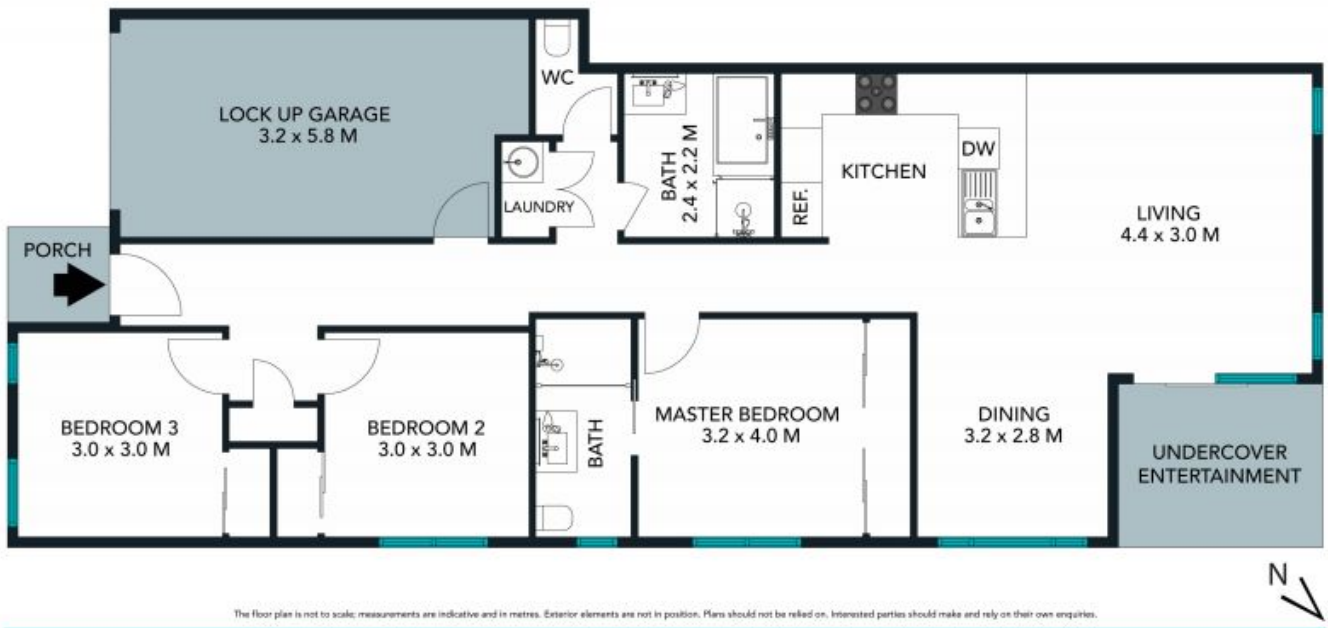 LOCK UP GARAGE
3.2 x 5.8 M
WC
LAUNDRY
BATH
2.4 x 2.2 M
REF.
KITCHEN
DW
LIVING
4.4 x 3.0 M
PORCH
BEDROOM 3
3.0 x 3.0 M
BEDROOM 2
3.0 x 3.0 M
BATH
MASTER BEDROOM
3.2 x 4.0 M
DINING
3.2 x 2.8 M
UNDERCOVER
ENTERTAINMENT
N
The floor plan is not to scale; measurements are indicative and in metres. Exterior elements are not in position. Plans should not be relied on. Interested parties should make and rely on their own enquiries.